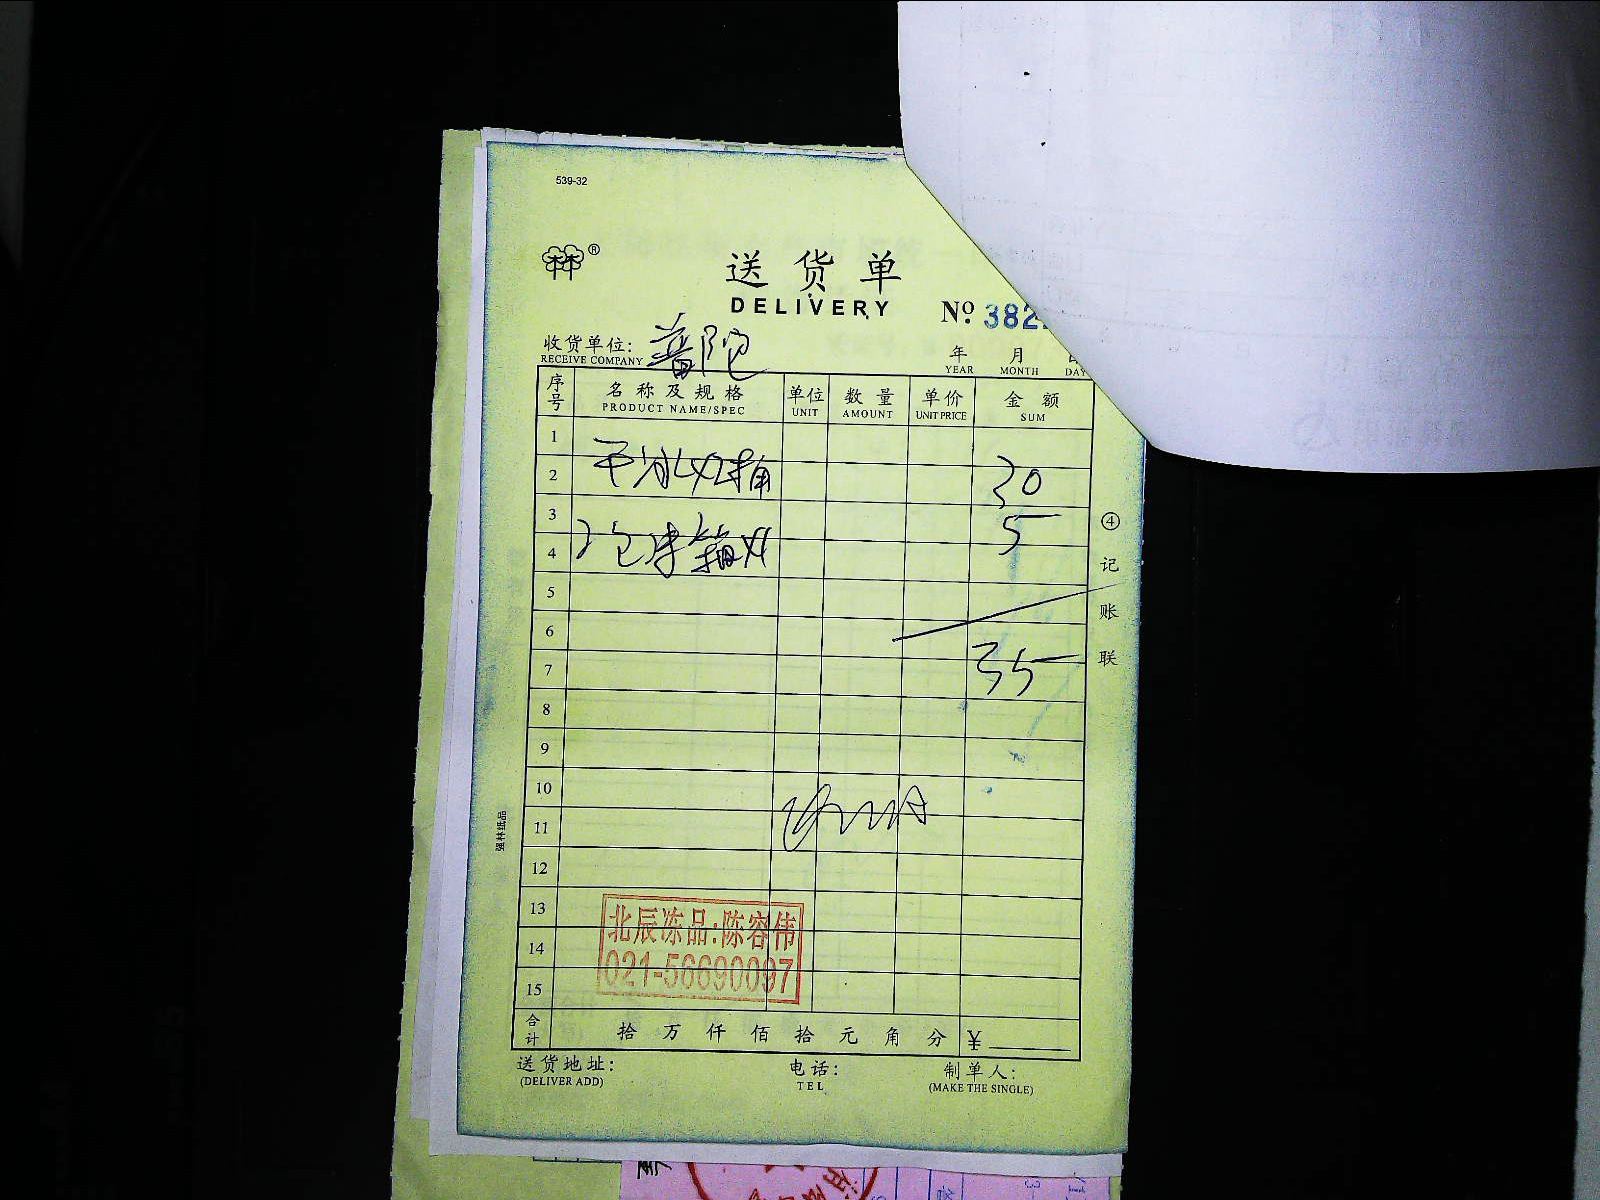 539-32
®
送货单
DELIVERY
№ 382
收货单位: 普陀
RECEIVE COMPANY
年 月
YEAR MONTH DAY
序号 名称及规格 单位 数量 单价 金额
PRODUCT NAME/SPEC UNIT AMOUNT UNIT PRICE SUM
1
2 30
3 5
4
5
6
7 35
8
9
10
11
12
13
14
15
北辰冻品:陈容伟
021-56690097
合计 拾 万 仟 佰 拾 元 角 分 ¥
送货地址: 电话: 制单人:
(DELIVER ADD) TEL (MAKE THE SINGLE)
④记账联
强林纸品